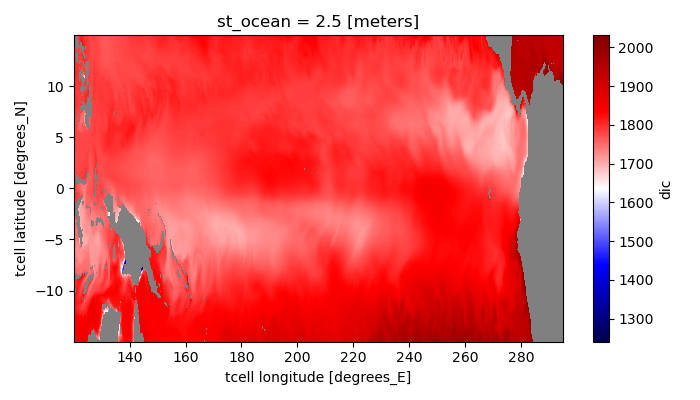 st_ocean = 2.5 [meters]
10
5
0
−5
−10
tcell latitude [degrees_N]
140 160 180 200 220 240 260 280
tcell longitude [degrees_E]
2000
1900
1800
1700
1600
1500
1400
1300
dic